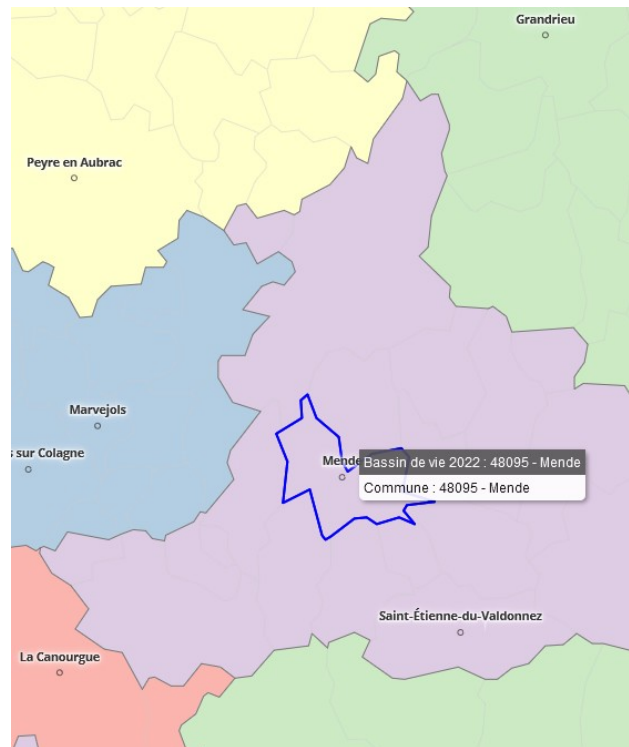 Grandrieu
Peyre en Aubrac
Marvejols
s sur Colagne
Mende
Bassin de vie 2022 : 48095 - Mende
Commune : 48095 - Mende
Saint-Étienne-du-Valdonnez
La Canourgue